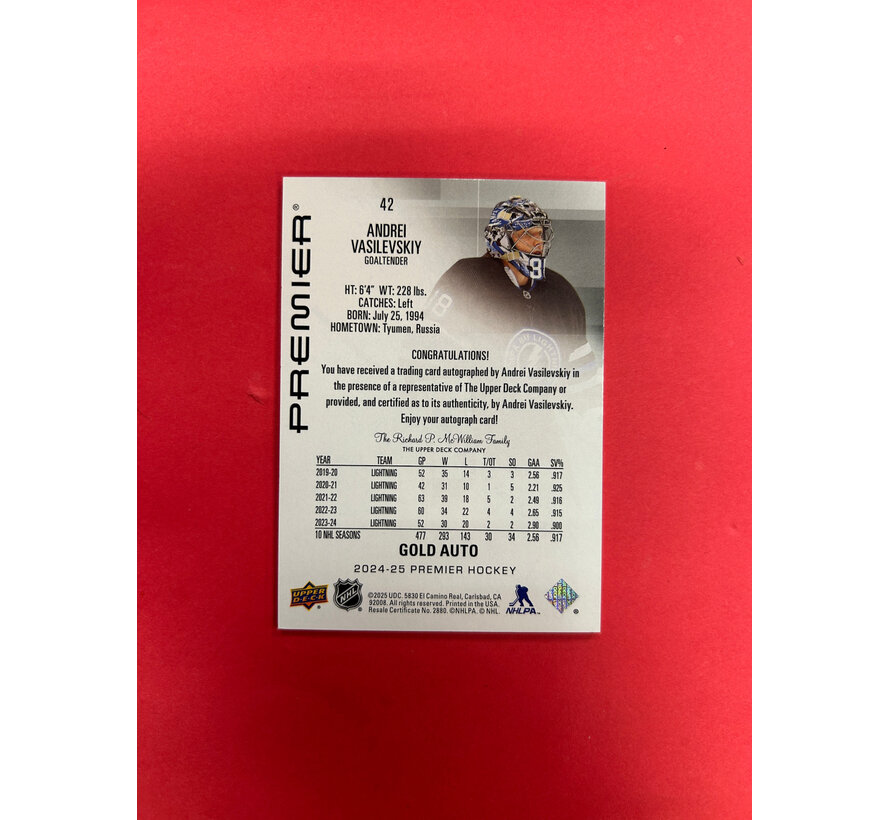 PREMIER®
42
ANDREI
VASILEVSKIY
GOALTENDER
HT: 6'4" WT: 228 lbs.
CATCHES: Left
BORN: July 25, 1994
HOMETOWN: Tyumen, Russia
CONGRATULATIONS!
You have received a trading card autographed by Andrei Vasilevskiy in
the presence of a representative of The Upper Deck Company or
provided, and certified as to its authenticity, by Andrei Vasilevskiy.
Enjoy your autograph card!
The Richard P. McWilliam Family
THE UPPER DECK COMPANY
YEAR TEAM GP W L T/OT SO GAA SV%
2019-20 LIGHTNING 52 35 14 3 3 2.56 .917
2020-21 LIGHTNING 42 31 10 1 5 2.21 .925
2021-22 LIGHTNING 63 39 18 5 2 2.49 .916
2022-23 LIGHTNING 60 34 22 4 4 2.65 .915
2023-24 LIGHTNING 52 30 20 2 2 2.90 .900
10 NHL SEASONS 477 293 143 30 34 2.56 .917
GOLD AUTO
2024-25 PREMIER HOCKEY
UPPER DECK
NHL
©2025 UDC. 5830 El Camino Real, Carlsbad, CA
92008. All rights reserved. Printed in the USA.
Resale Certificate No. 2880. ©NHLPA. © NHL.
NHLPA
®